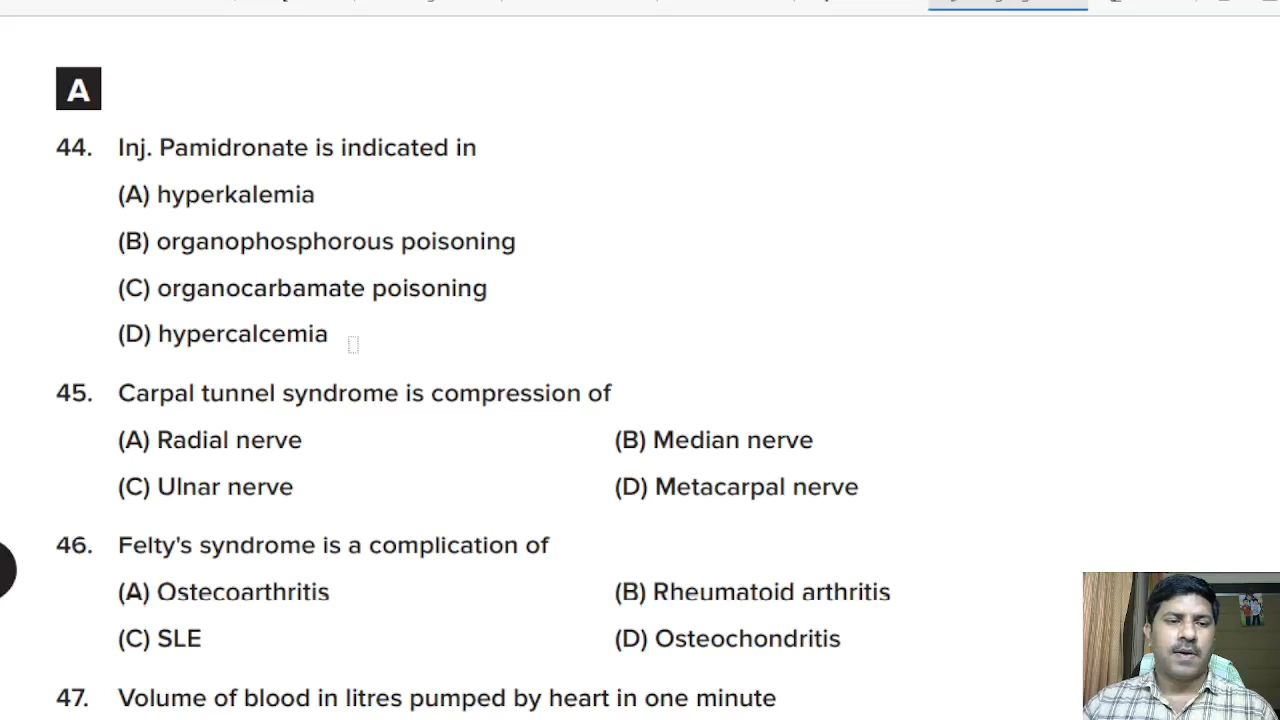 A
44. Inj. Pamidronate is indicated in
(A) hyperkalemia
(B) organophosphorous poisoning
(C) organocarbamate poisoning
(D) hypercalcemia
45. Carpal tunnel syndrome is compression of
(A) Radial nerve (B) Median nerve
(C) Ulnar nerve (D) Metacarpal nerve
46. Felty's syndrome is a complication of
(A) Ostecoarthritis (B) Rheumatoid arthritis
(C) SLE (D) Osteochondritis
47. Volume of blood in litres pumped by heart in one minute